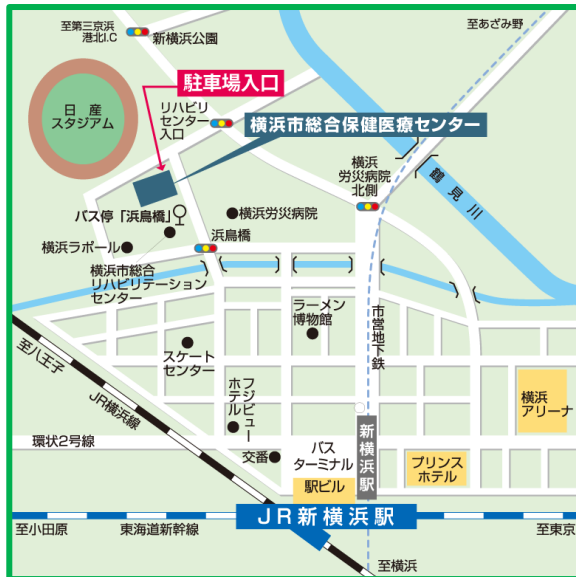 至第三京浜
港北I.C
新横浜公園
至あざみ野
駐車場入口
日産
スタジアム
リハビリ
センター
入口
横浜市総合保健医療センター
横浜
労災病院
北側
鶴見川
バス停「浜鳥橋」
横浜労災病院
横浜ラポール
浜鳥橋
横浜市総合
リハビリテーション
センター
ラーメン
博物館
市営地下鉄
至八王子
スケート
センター
JR横浜線
フジビュー
ホテル
横浜
アリーナ
環状2号線
交番
バス
ターミナル
新横浜駅
プリンス
ホテル
駅ビル
JR新横浜駅
至小田原
東海道新幹線
至東京
至横浜